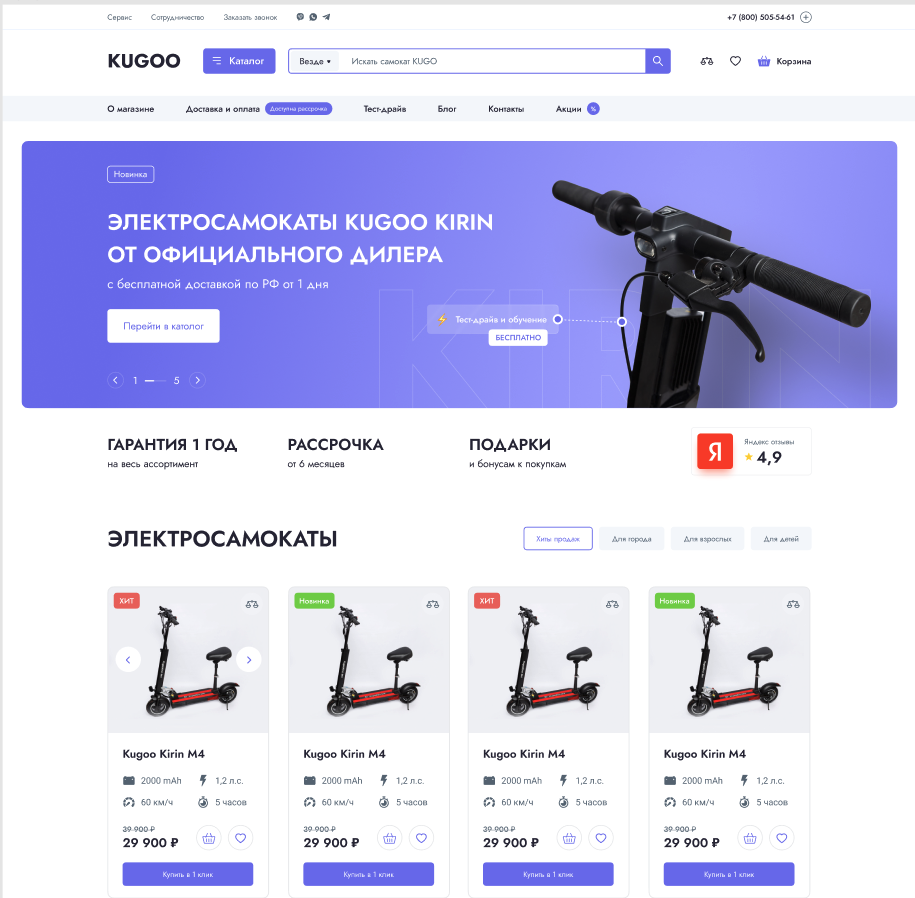 Сервис Сотрудничество Заказать звонок +7 (800) 505-54-61
KUGOO Каталог Везде Искать самокат KUGO Корзина
О магазине Доставка и оплата Доступна рассрочка Тест-драйв Блог Контакты Акции %
Новинка
ЭЛЕКТРОСАМОКАТЫ KUGOO KIRIN
ОТ ОФИЦИАЛЬНОГО ДИЛЕРА
с бесплатной доставкой по РФ от 1 дня
KIRIN
Тест-драйв и обучение
БЕСПЛАТНО
Перейти в католог
1 5
ГАРАНТИЯ 1 ГОД
на весь ассортимент
РАССРОЧКА
от 6 месяцев
ПОДАРКИ
и бонусам к покупкам
Я
Яндекс отзывы
4,9
ЭЛЕКТРОСАМОКАТЫ
Хиты продаж Для города Для взрослых Для детей
ХИТ Новинка ХИТ Новинка
Kugoo Kirin M4 Kugoo Kirin M4 Kugoo Kirin M4 Kugoo Kirin M4
2000 mAh 1,2 л.с. 2000 mAh 1,2 л.с. 2000 mAh 1,2 л.с. 2000 mAh 1,2 л.с.
60 км/ч 5 часов 60 км/ч 5 часов 60 км/ч 5 часов 60 км/ч 5 часов
39 900 ₽ 39 900 ₽ 39 900 ₽ 39 900 ₽
29 900 ₽ 29 900 ₽ 29 900 ₽ 29 900 ₽
Купить в 1 клик Купить в 1 клик Купить в 1 клик Купить в 1 клик